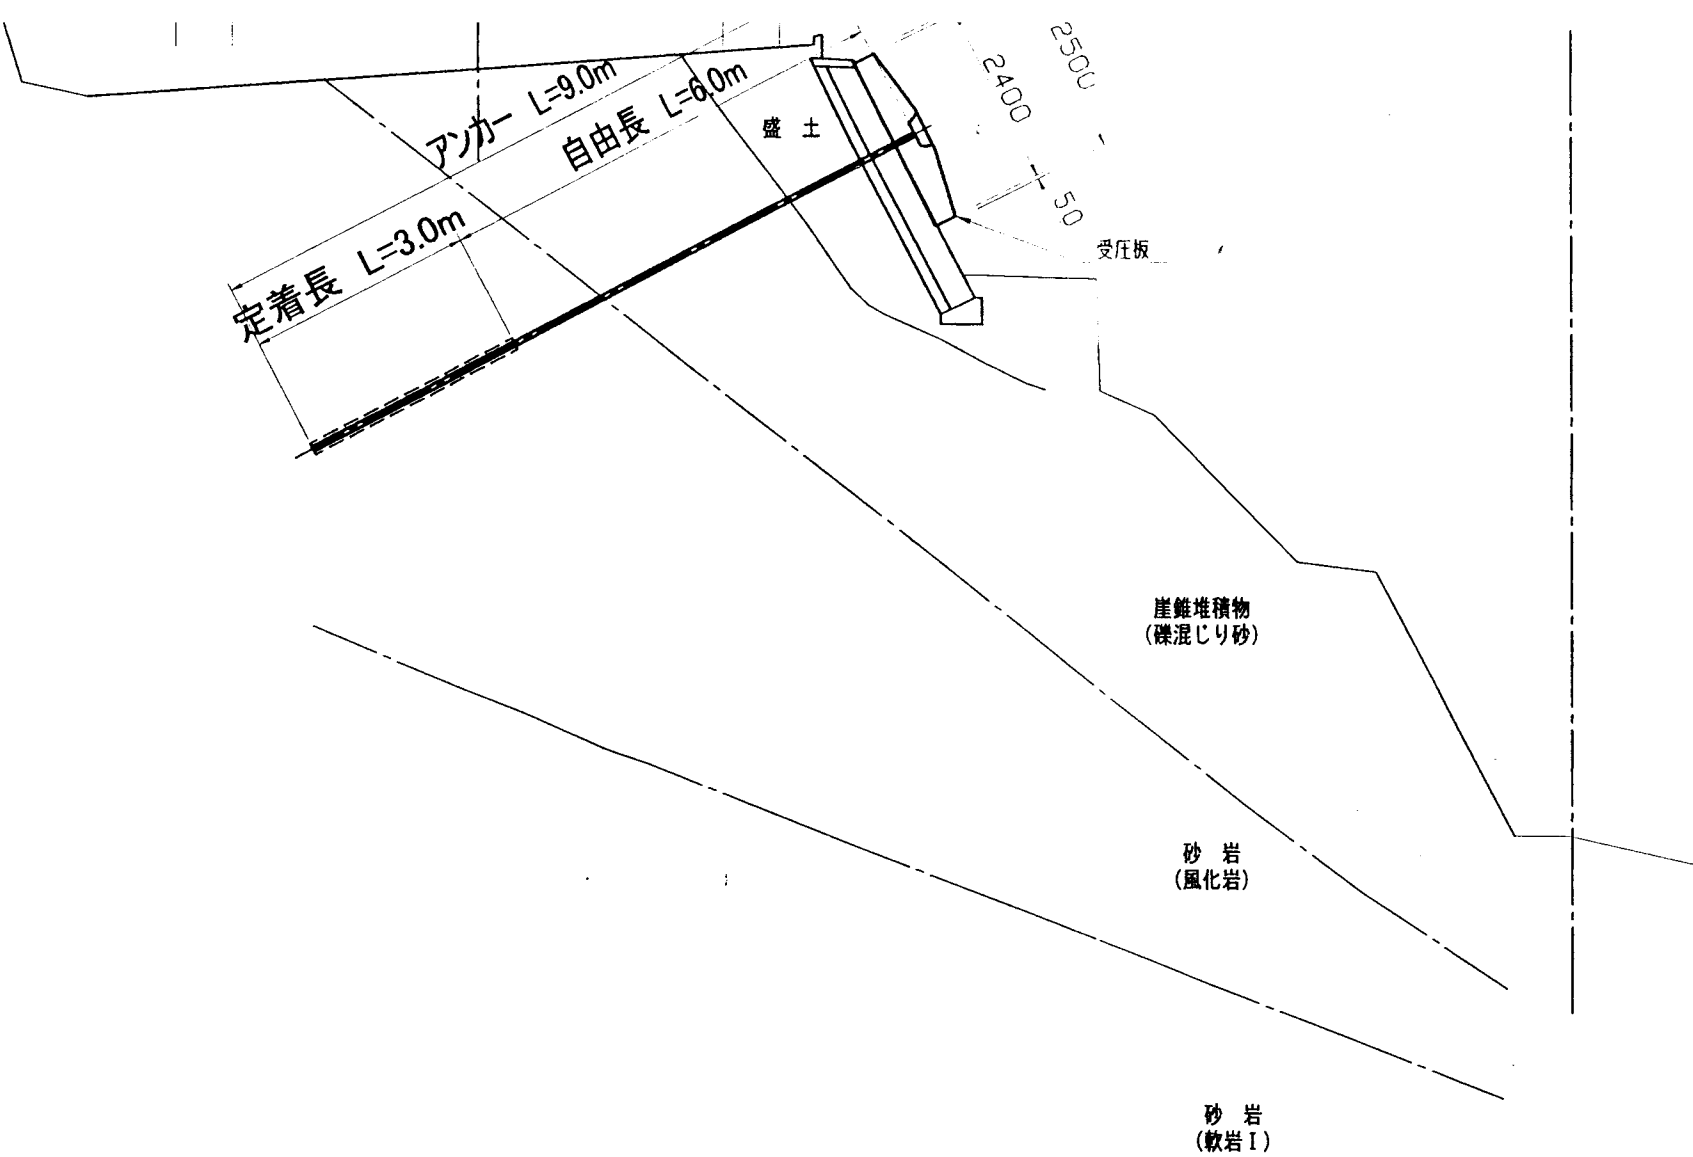 アンカー L=9.0m
自由長 L=6.0m
定着長 L=3.0m
2500
2400
50
盛 土
受圧板
崖錐堆積物
(礫混じり砂)
砂 岩
(風化岩)
砂 岩
(軟岩Ⅰ)